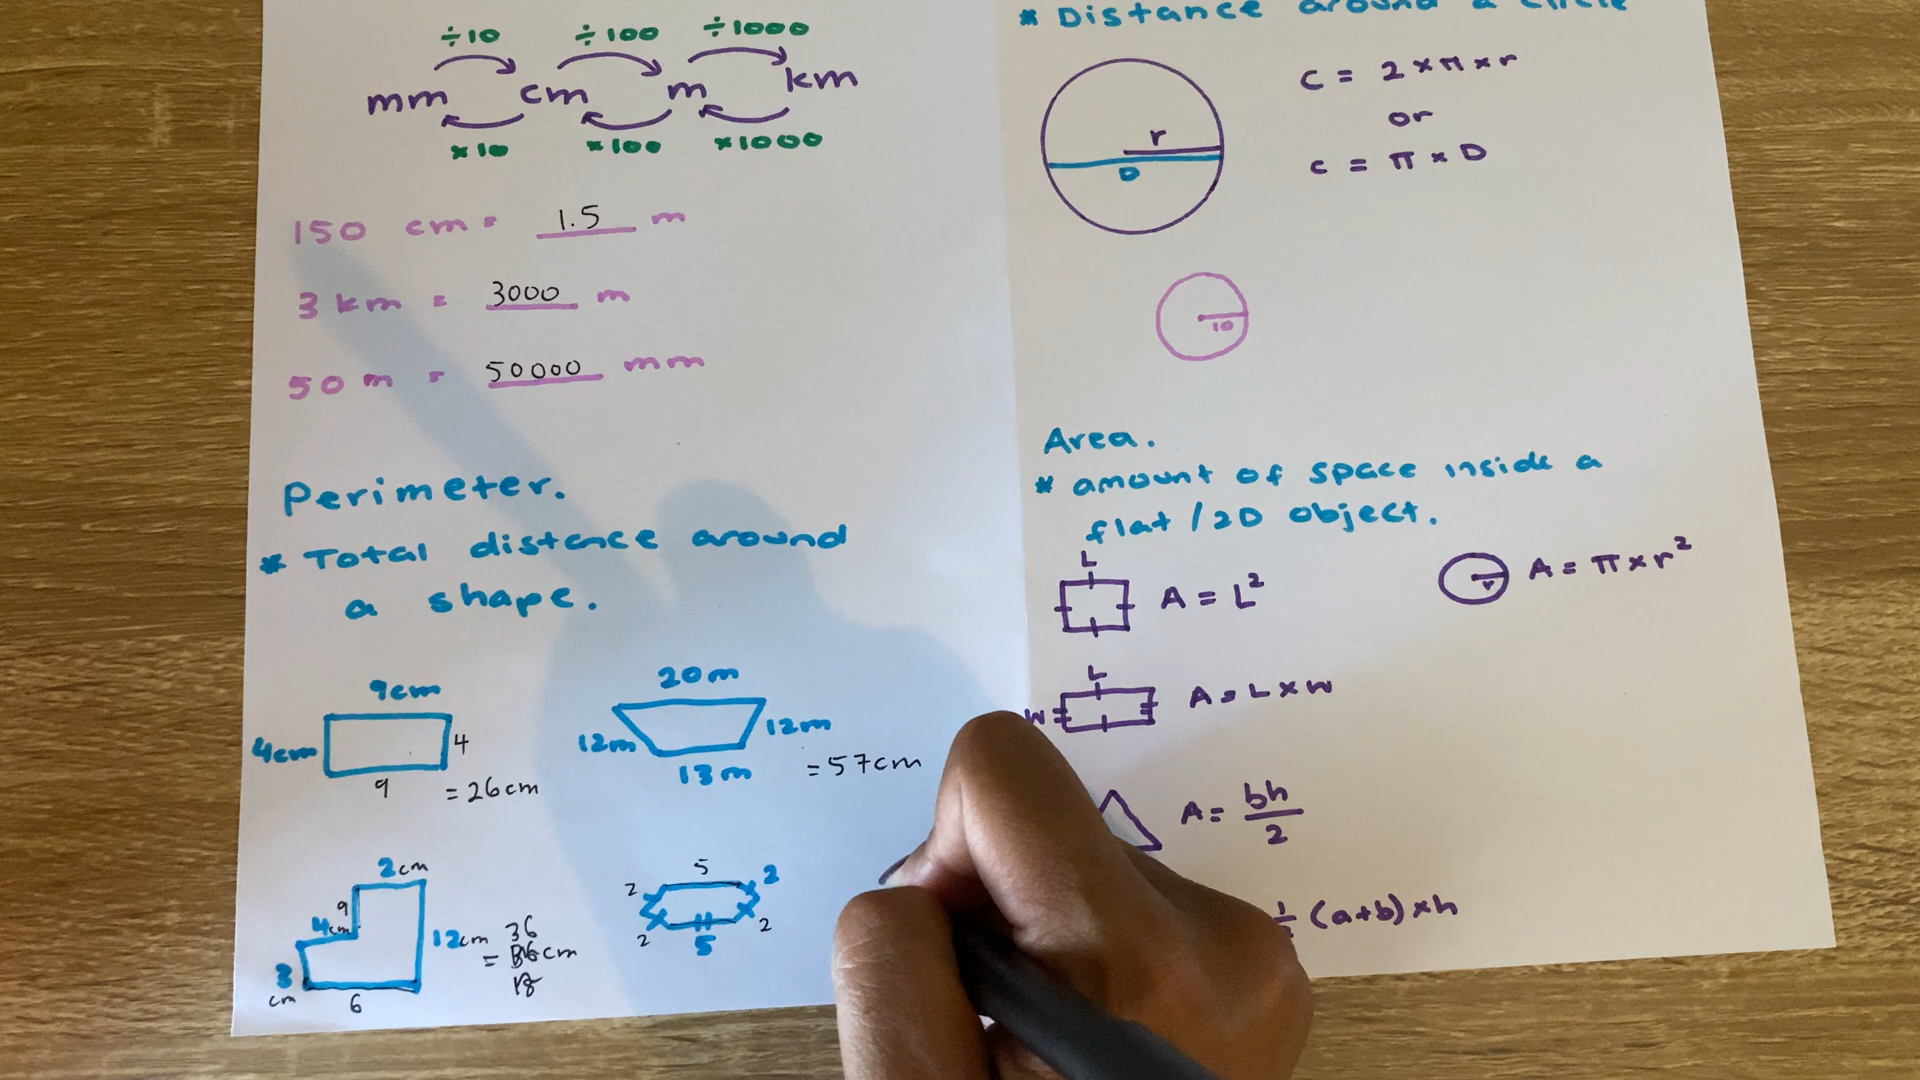 ÷10 ÷100 ÷1000
mm cm m km
×10 ×100 ×1000
150 cm = 1.5 m
3 km = 3000 m
50 m = 50000 mm
Perimeter.
* Total distance around
a shape.
9cm
4cm 4
9 = 26cm
20m
12m 12m
13m = 57cm
2cm
9
4cm
12cm 36
= cm
3
cm
6
5
2 2
2 2
5
* Distance around a circle
r
D
C = 2 × π × r
or
C = π × D
10
Area.
* amount of space inside a
flat / 2D object.
L
A = L²
r
A = π × r²
L
W
A = L × W
A = bh
2
(a+b) × h